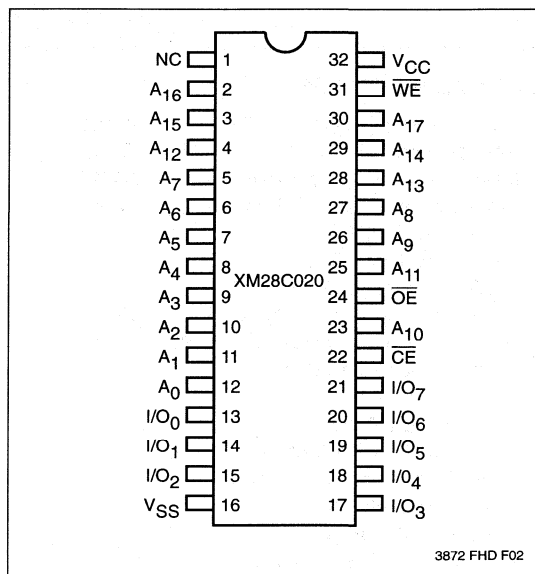 NC 1 32 VCC
A16 2 31 WE
A15 3 30 A17
A12 4 29 A14
A7 5 28 A13
A6 6 27 A8
A5 7 26 A9
A4 8 25 A11
XM28C020
A3 9 24 OE
A2 10 23 A10
A1 11 22 CE
A0 12 21 I/O7
I/O0 13 20 I/O6
I/O1 14 19 I/O5
I/O2 15 18 I/04
VSS 16 17 I/O3
3872 FHD F02